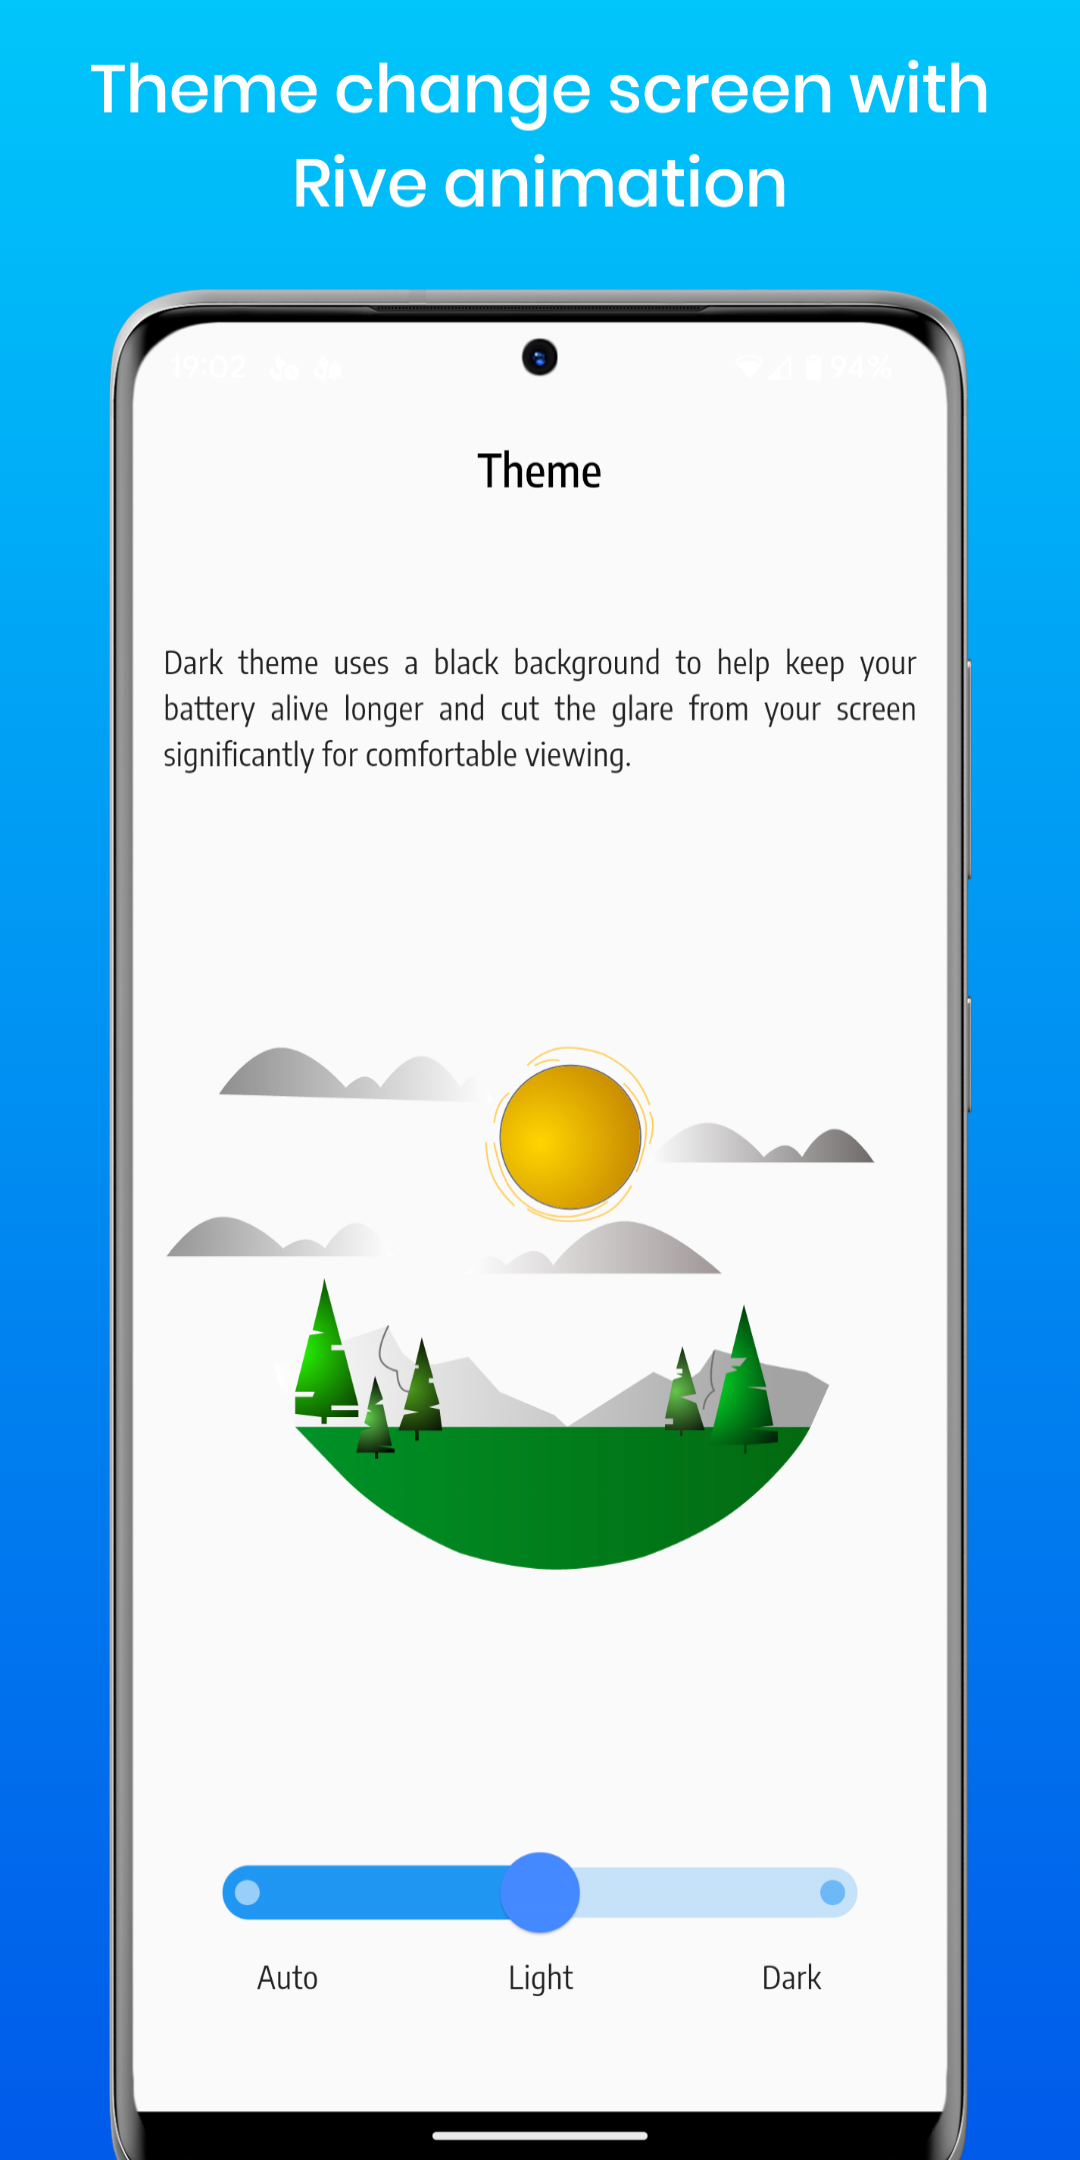 Theme change screen with
Rive animation
19:02 94%
Theme
Dark theme uses a black background to help keep your
battery alive longer and cut the glare from your screen
significantly for comfortable viewing.
Auto Light Dark